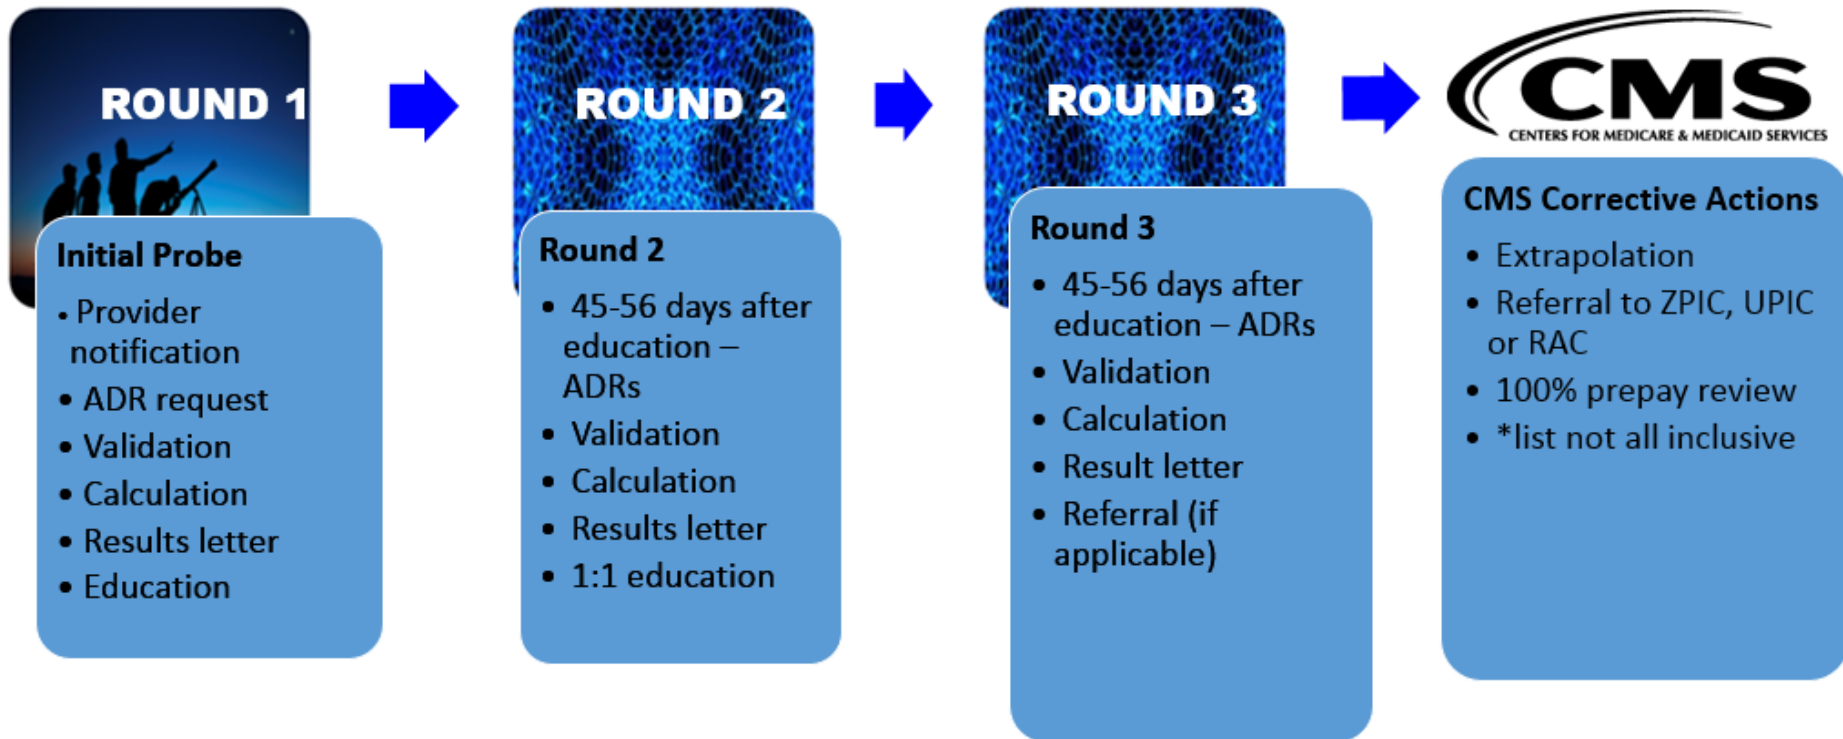 ROUND 1
Initial Probe
• Provider
notification
• ADR request
• Validation
• Calculation
• Results letter
• Education
ROUND 2
Round 2
• 45-56 days after
education –
ADRs
• Validation
• Calculation
• Results letter
• 1:1 education
ROUND 3
Round 3
• 45-56 days after
education – ADRs
• Validation
• Calculation
• Result letter
• Referral (if
applicable)
CMS
CENTERS FOR MEDICARE & MEDICAID SERVICES
CMS Corrective Actions
• Extrapolation
• Referral to ZPIC, UPIC
or RAC
• 100% prepay review
• *list not all inclusive